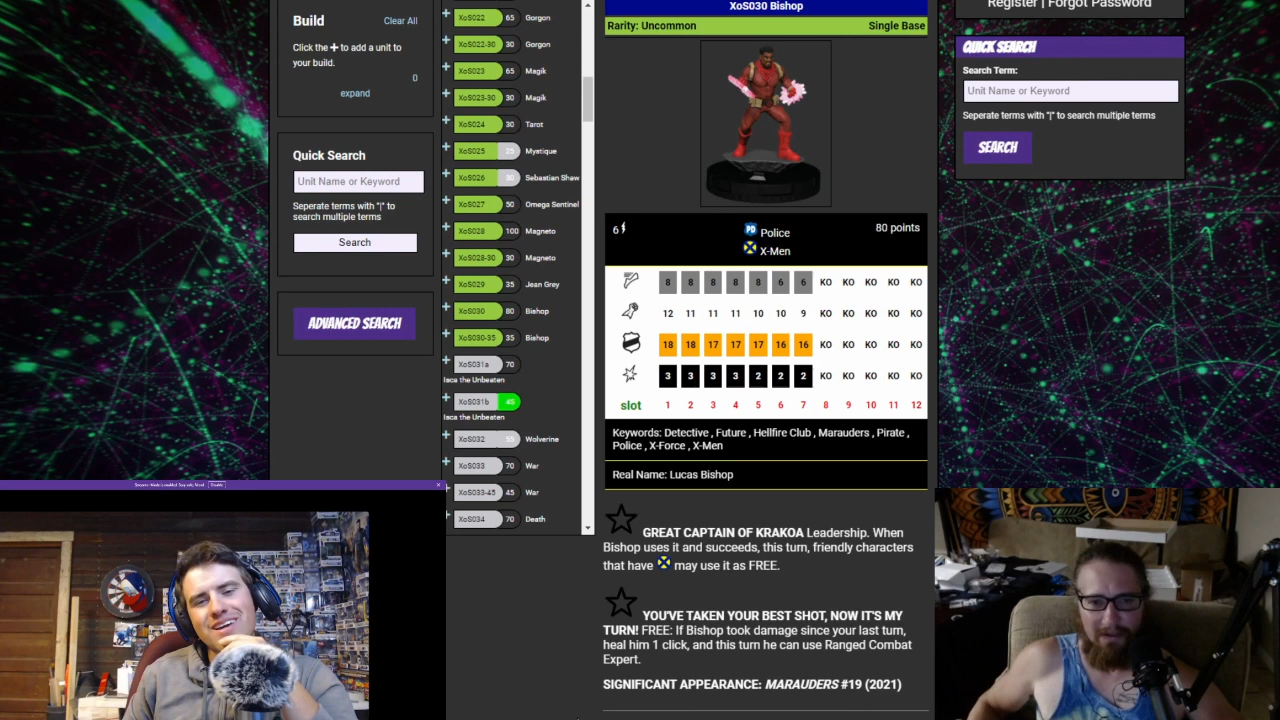 Build
Clear All
Click the + to add a unit to
your build.
0
expand
Quick Search
Unit Name or Keyword
Seperate terms with "|" to
search multiple terms
Search
ADVANCED SEARCH
XoS022 65 Gorgon
XoS022-30 30 Gorgon
XoS023 65 Magik
XoS023-30 30 Magik
XoS024 30 Tarot
XoS025 25 Mystique
XoS026 30 Sebastian Shaw
XoS027 50 Omega Sentinel
XoS028 100 Magneto
XoS028-30 30 Magneto
XoS029 35 Jean Grey
XoS030 80 Bishop
XoS030-35 35 Bishop
XoS031a 70
Isca the Unbeaten
XoS031b 45
Isca the Unbeaten
XoS032 55 Wolverine
XoS033 70 War
XoS033-45 45 War
XoS034 70 Death
XoS030 Bishop
Rarity: Uncommon Single Base
6
PD Police
X-Men
80 points
8 8 8 8 8 6 6 KO KO KO KO KO
12 11 11 11 10 10 9 KO KO KO KO KO
18 18 17 17 17 16 16 KO KO KO KO KO
3 3 3 3 2 2 2 KO KO KO KO KO
slot 1 2 3 4 5 6 7 8 9 10 11 12
Keywords: Detective , Future , Hellfire Club , Marauders , Pirate ,
Police , X-Force , X-Men
Real Name: Lucas Bishop
GREAT CAPTAIN OF KRAKOA Leadership. When
Bishop uses it and succeeds, this turn, friendly characters
that have may use it as FREE.
YOU'VE TAKEN YOUR BEST SHOT, NOW IT'S MY
TURN! FREE: If Bishop took damage since your last turn,
heal him 1 click, and this turn he can use Ranged Combat
Expert.
SIGNIFICANT APPEARANCE: MARAUDERS #19 (2021)
Register | Forgot Password
QUICK SEARCH
Search Term:
Unit Name or Keyword
Seperate terms with "|" to search multiple terms
SEARCH